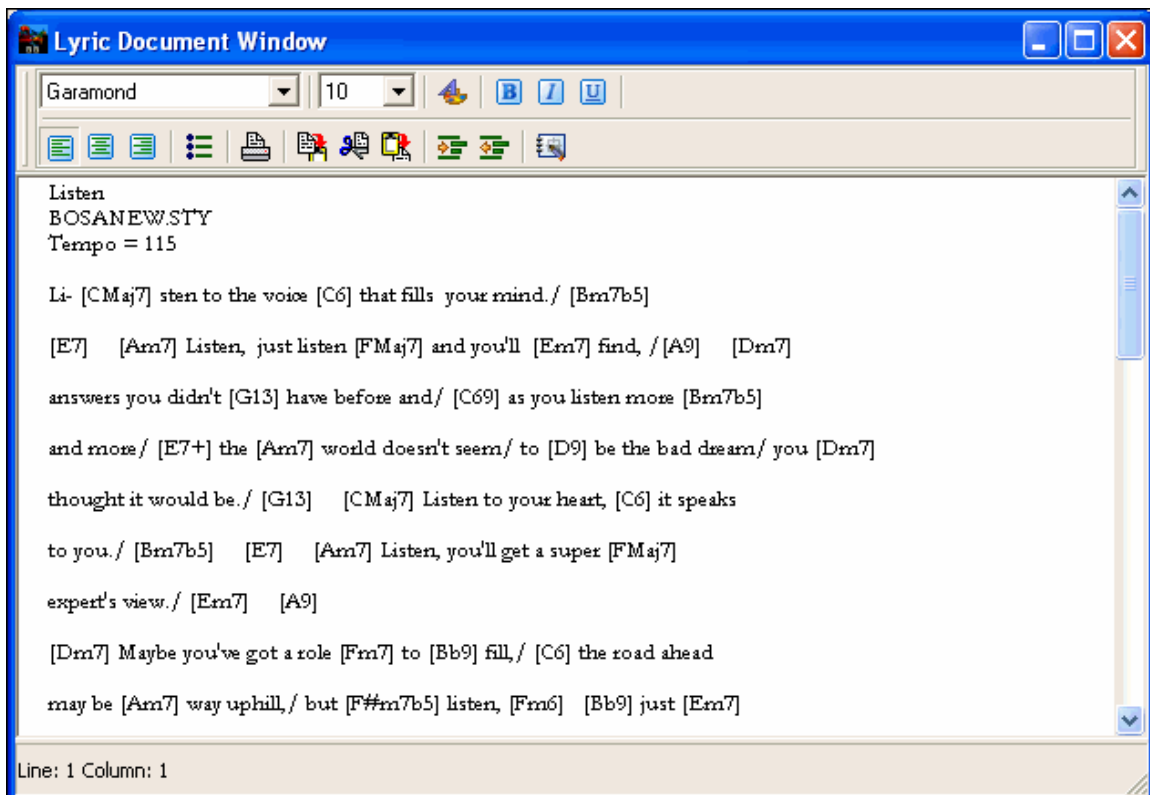 Lyric Document Window
Garamond 10 B I U
Listen
BOSANEW.STY
Tempo = 115
Li- [CMaj7] sten to the voice [C6] that fills  your mind./ [Bm7b5]
[E7]     [Am7] Listen,  just listen [FMaj7] and you'll  [Em7] find, /[A9]     [Dm7]
answers you didn't [G13] have before and/ [C69] as you listen more [Bm7b5]
and more/ [E7+] the [Am7] world doesn't seem/ to [D9] be the bad dream/ you [Dm7]
thought it would be./ [G13]     [CMaj7] Listen to your heart, [C6] it speaks
to you./ [Bm7b5]     [E7]     [Am7] Listen, you'll get a super [FMaj7]
expert's view./ [Em7]     [A9]
[Dm7] Maybe you've got a role [Fm7] to [Bb9] fill,/ [C6] the road ahead
may be [Am7] way uphill,/ but [F#m7b5] listen, [Fm6]   [Bb9] just [Em7]
Line: 1 Column: 1